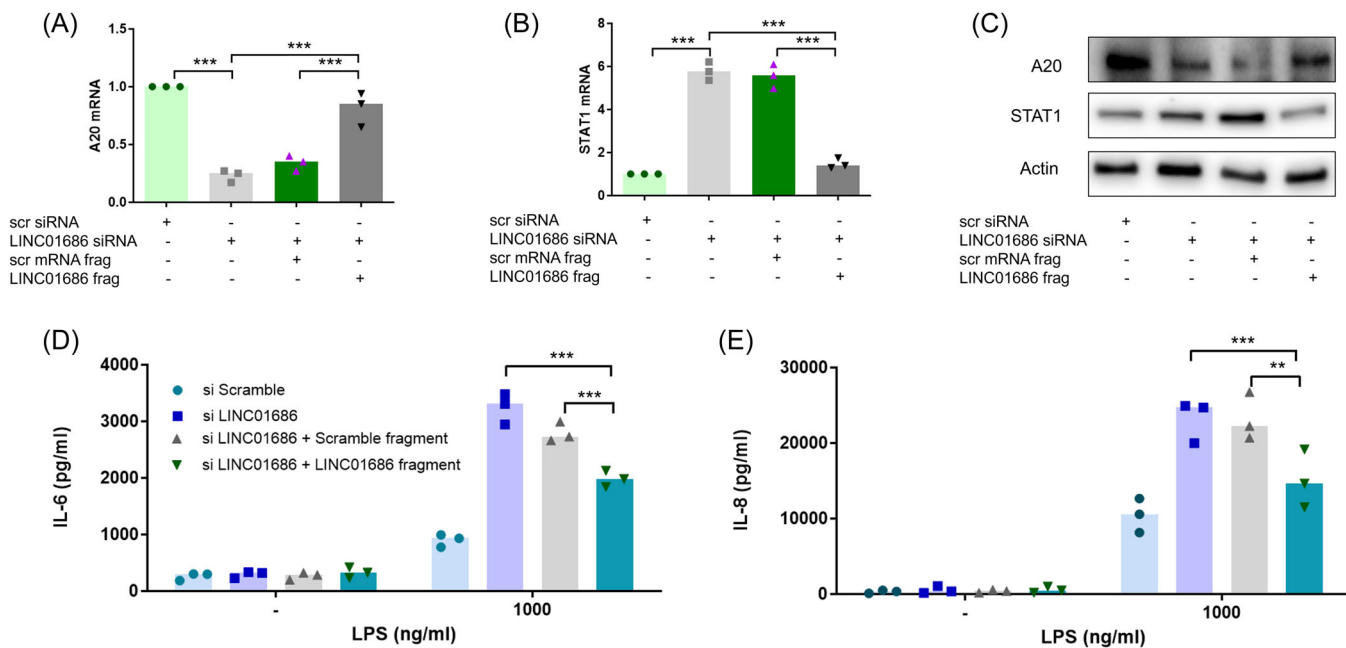 (A)
A20 mRNA
1.5
1.0
0.5
0.0
*** *** ***
scr siRNA + - - -
LINC01686 siRNA - + + +
scr mRNA frag - - + -
LINC01686 frag - - - +
(B)
STAT1 mRNA
8
6
4
2
0
*** *** ***
scr siRNA + - - -
LINC01686 siRNA - + + +
scr mRNA frag - - + -
LINC01686 frag - - - +
(C)
A20
STAT1
Actin
scr siRNA + - - -
LINC01686 siRNA - + + +
scr mRNA frag - - + -
LINC01686 frag - - - +
(D)
IL-6 (pg/ml)
4000
3000
2000
1000
0
si Scramble
si LINC01686
si LINC01686 + Scramble fragment
si LINC01686 + LINC01686 fragment
***
***
- 1000
LPS (ng/ml)
(E)
IL-8 (pg/ml)
30000
20000
10000
0
***
**
- 1000
LPS (ng/ml)